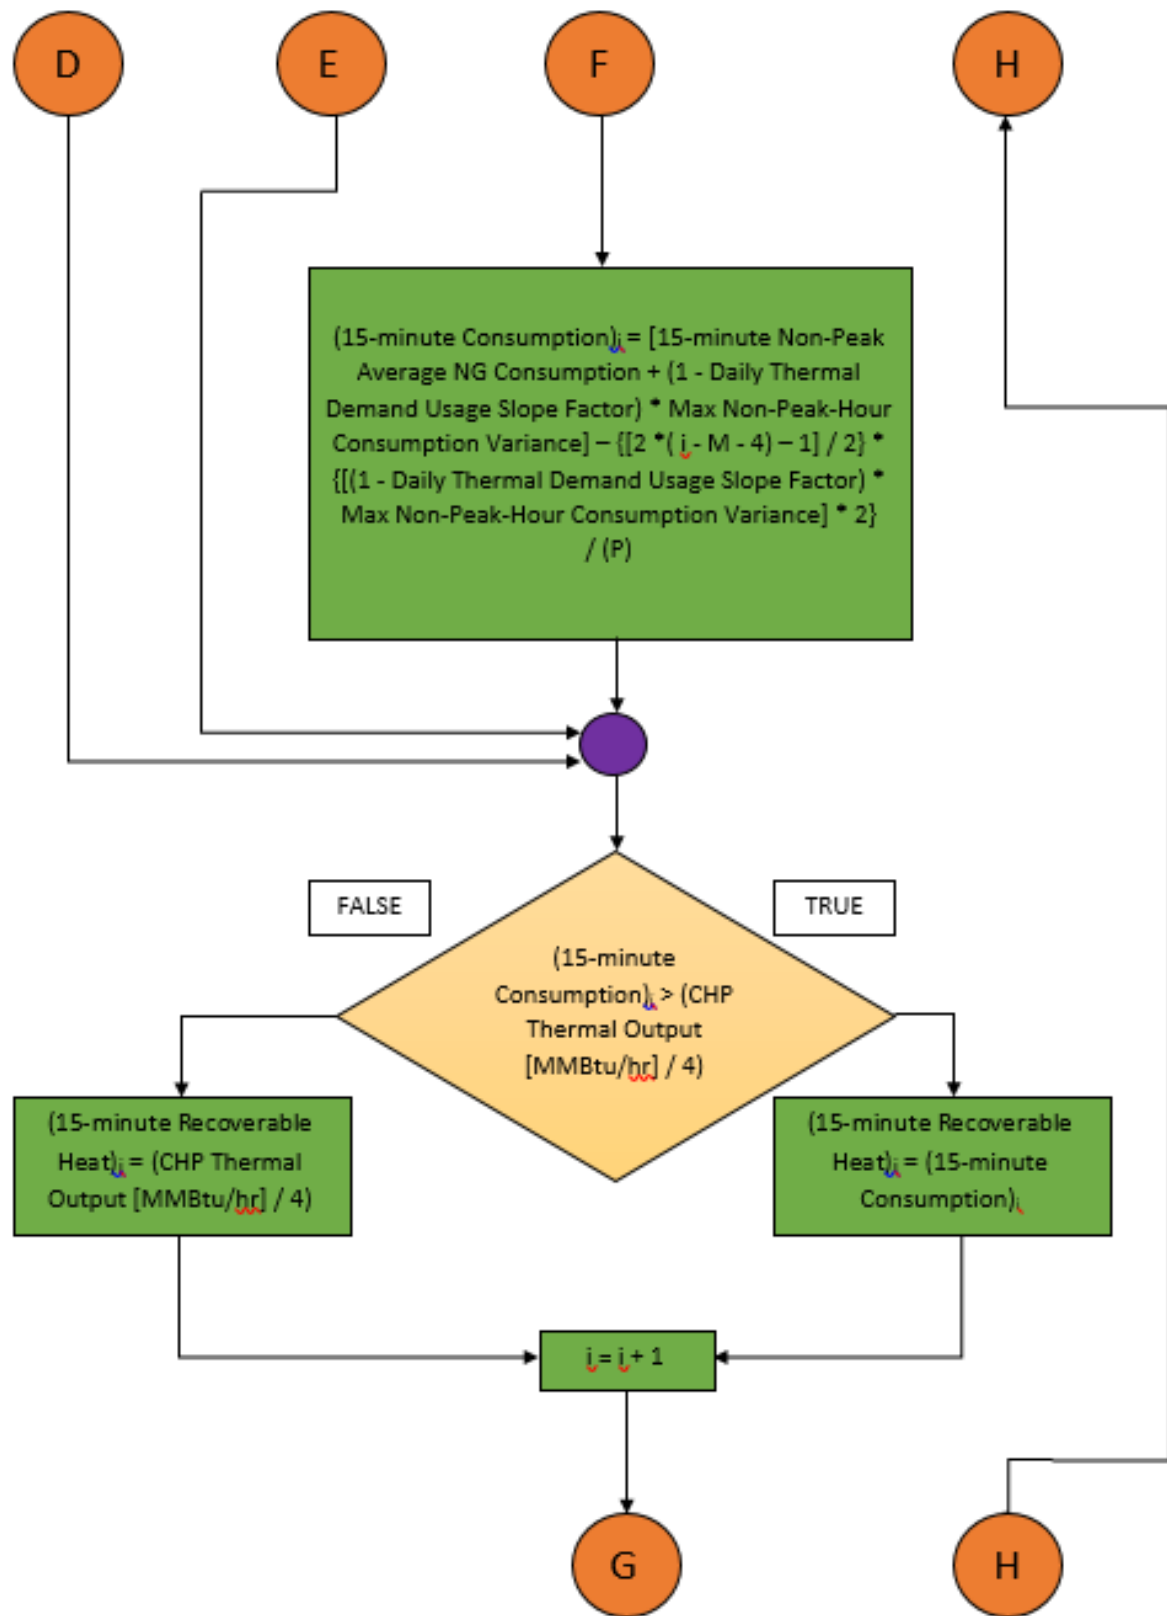 D
E
F
H
(15-minute Consumption)i = [15-minute Non-Peak
Average NG Consumption + (1 - Daily Thermal
Demand Usage Slope Factor) * Max Non-Peak-Hour
Consumption Variance] – {[2 *( i - M - 4) – 1] / 2} *
{[(1 - Daily Thermal Demand Usage Slope Factor) *
Max Non-Peak-Hour Consumption Variance] * 2}
/ (P)
FALSE
TRUE
(15-minute
Consumption)i > (CHP
Thermal Output
[MMBtu/hr] / 4)
(15-minute Recoverable
Heat)i = (CHP Thermal
Output [MMBtu/hr] / 4)
(15-minute Recoverable
Heat)i = (15-minute
Consumption)i
i = i + 1
G
H